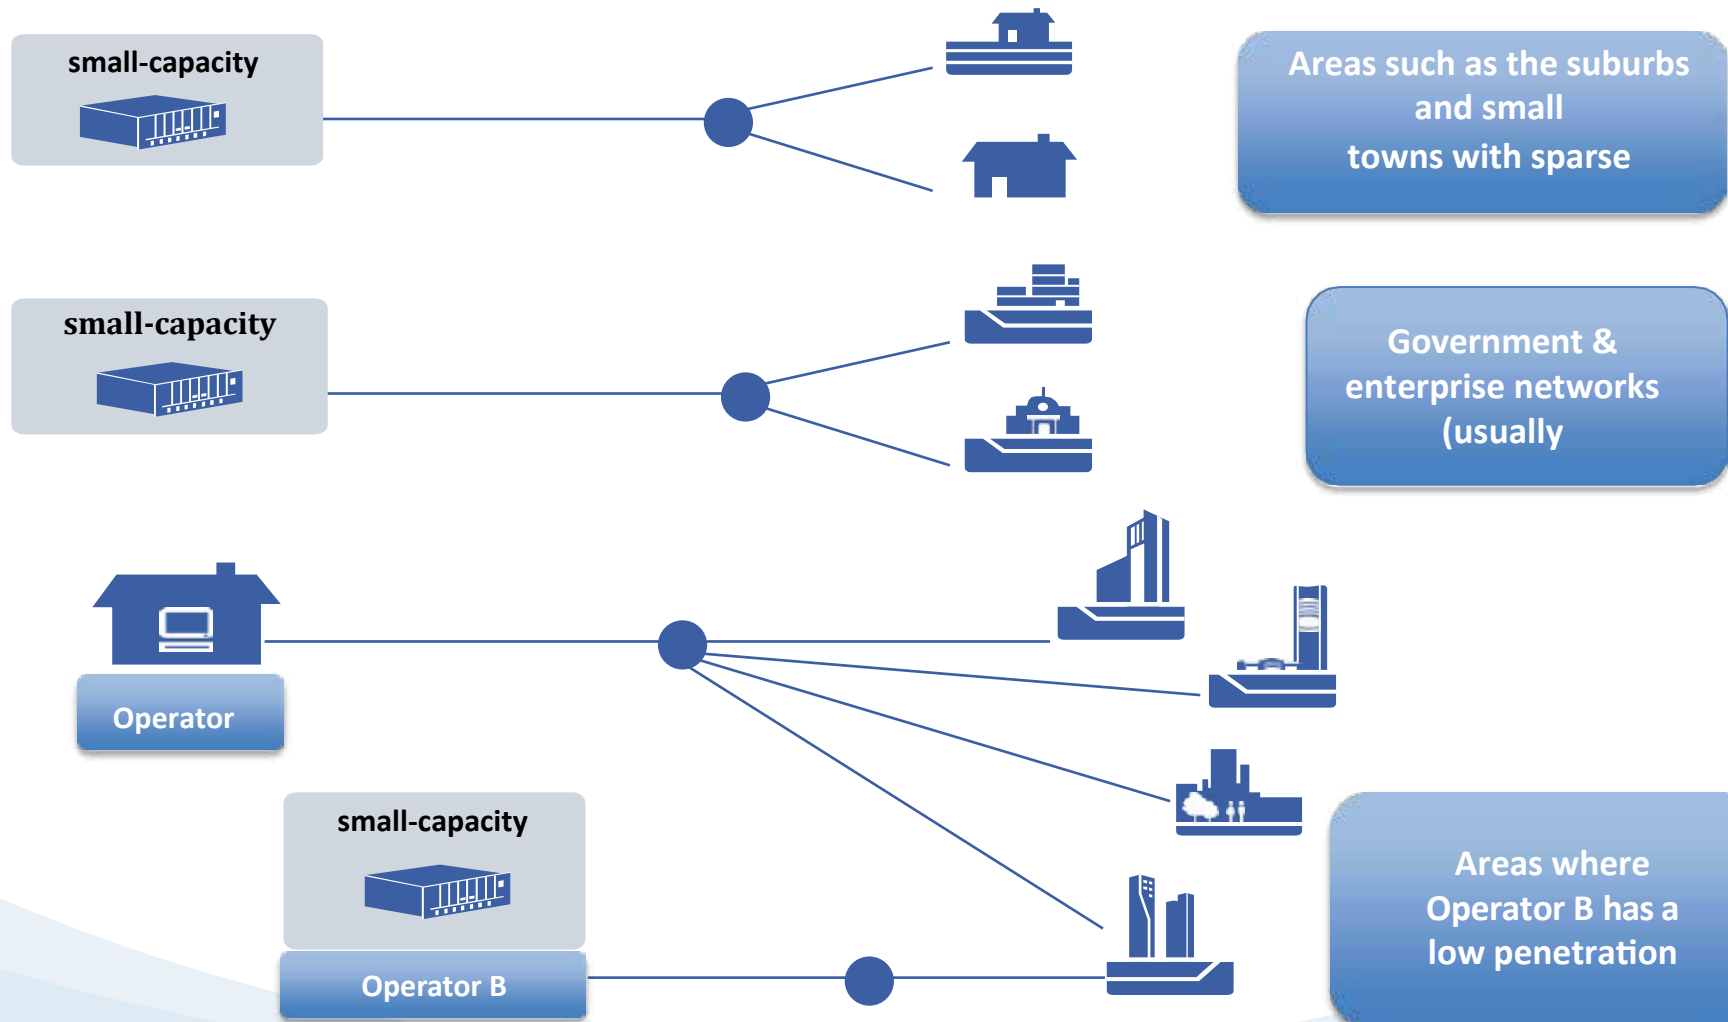 small-capacity
Areas such as the suburbs
and small
towns with sparse
small-capacity
Government &
enterprise networks
(usually
Operator
small-capacity
Operator B
Areas where
Operator B has a
low penetration